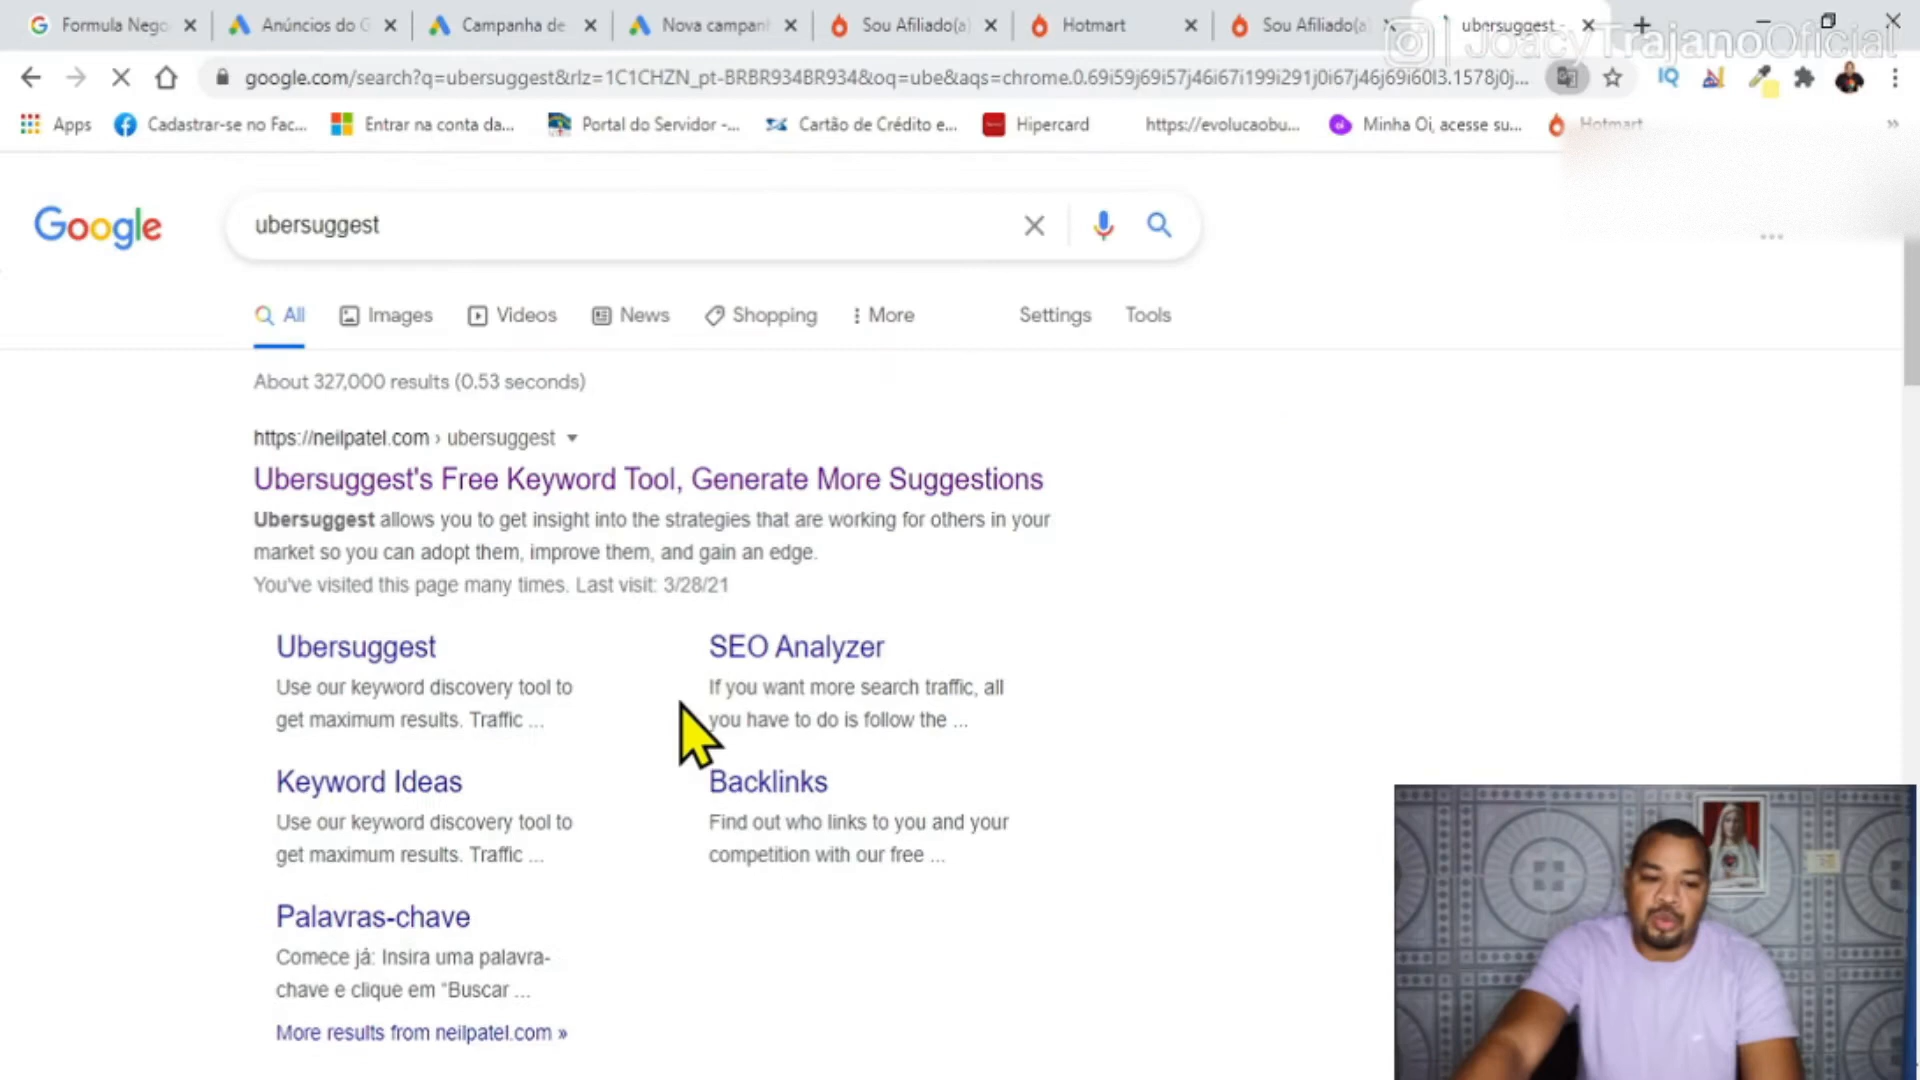 Formula Nego
Anúncios do G
Campanha de
Nova campan
Sou Afiliado(a)
Hotmart
Sou Afiliado(a
ubersuggest -
JoacyTrajanoOficial
google.com/search?q=ubersuggest&rlz=1C1CHZN_pt-BRBR934BR934&oq=ube&aqs=chrome.0.69i59j69i57j46i67i199i291j0i67j46j69i60l3.1578j0j...
Apps
Cadastrar-se no Fac...
Entrar na conta da...
Portal do Servidor -...
Cartão de Crédito e...
Hipercard
https://evolucaobu...
Minha Oi, acesse su...
Hotmart
Google
ubersuggest
All
Images
Videos
News
Shopping
More
Settings
Tools
About 327,000 results (0.53 seconds)
https://neilpatel.com › ubersuggest
Ubersuggest's Free Keyword Tool, Generate More Suggestions
Ubersuggest allows you to get insight into the strategies that are working for others in your
market so you can adopt them, improve them, and gain an edge.
You've visited this page many times. Last visit: 3/28/21
Ubersuggest
Use our keyword discovery tool to
get maximum results. Traffic ...
SEO Analyzer
If you want more search traffic, all
you have to do is follow the ...
Keyword Ideas
Use our keyword discovery tool to
get maximum results. Traffic ...
Backlinks
Find out who links to you and your
competition with our free ...
Palavras-chave
Comece já: Insira uma palavra-
chave e clique em “Buscar ...
More results from neilpatel.com »